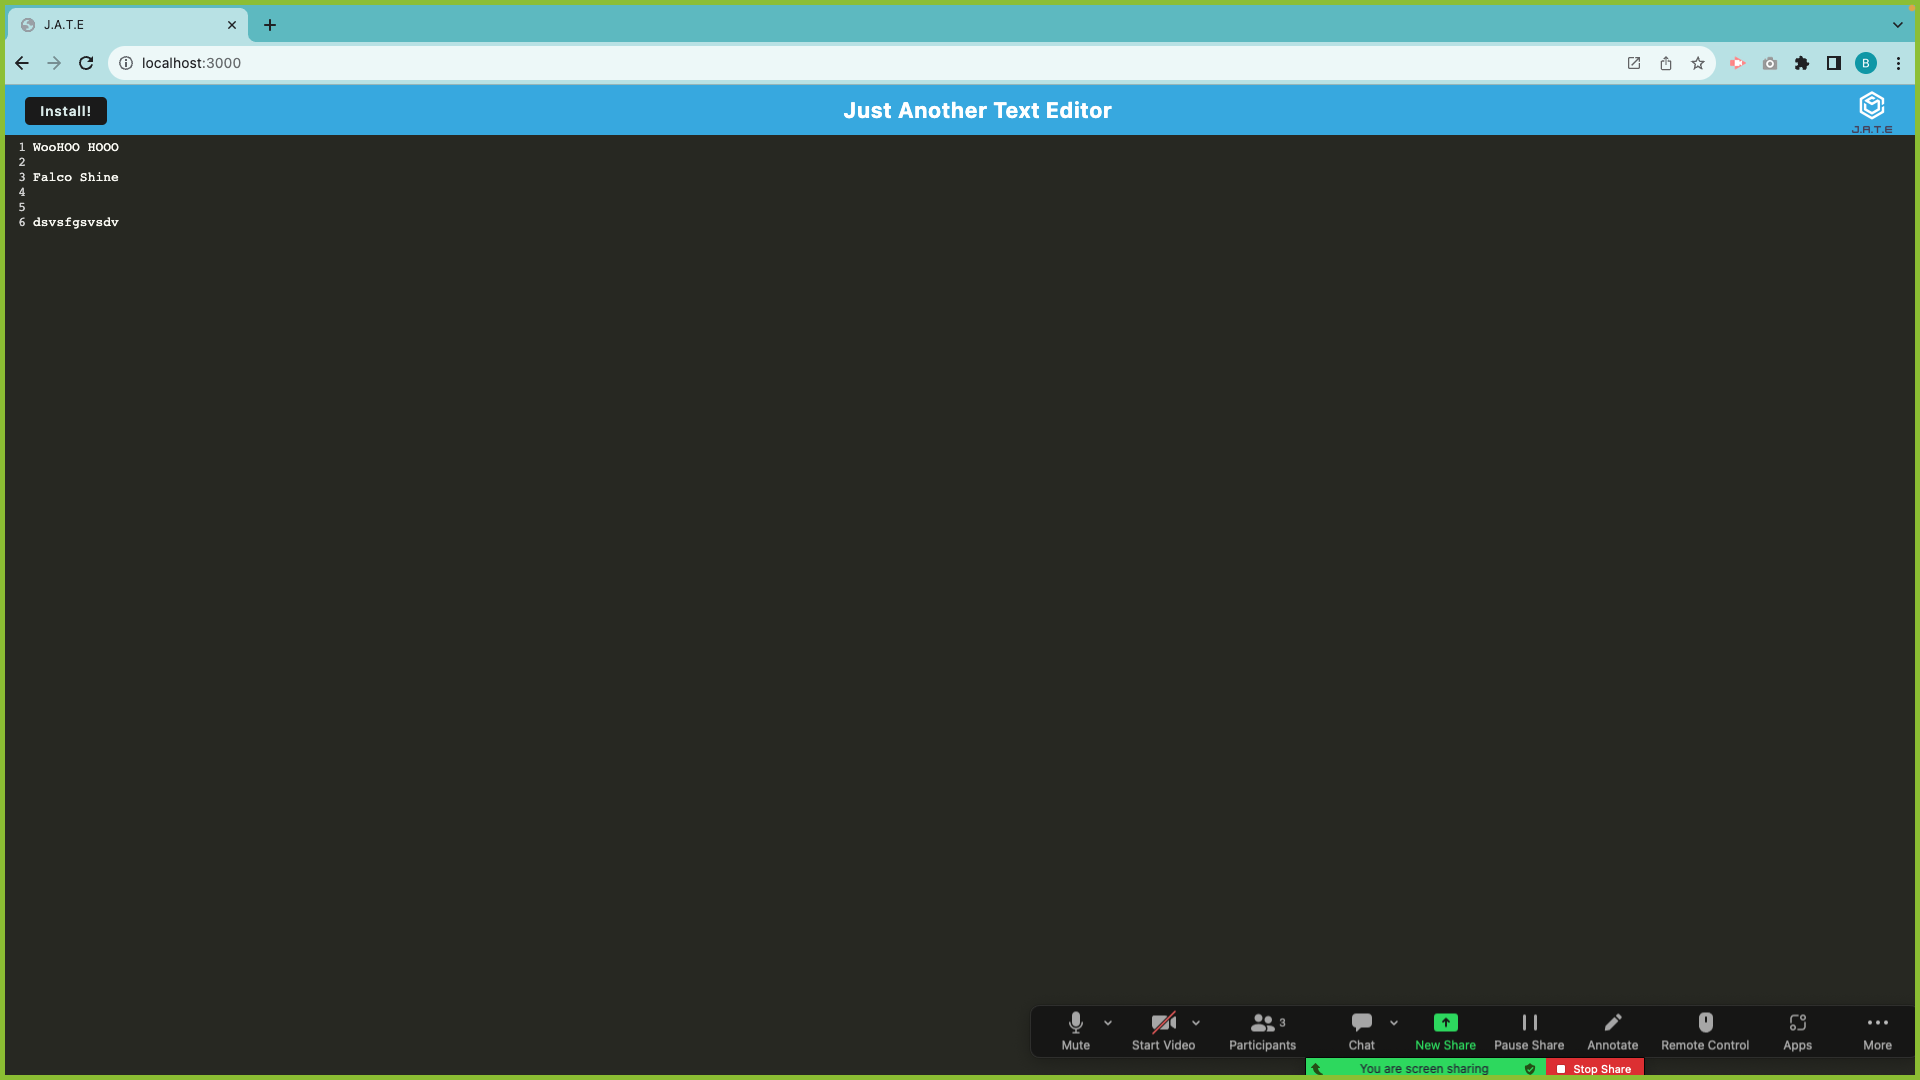 J.A.T.E
localhost:3000
B
Install!
Just Another Text Editor
J.A.T.E
1 WooHOO HOOO
2
3 Falco Shine
4
5
6 dsvsfgsvsdv
3
Mute Start Video Participants Chat New Share Pause Share Annotate Remote Control Apps More
You are screen sharing Stop Share